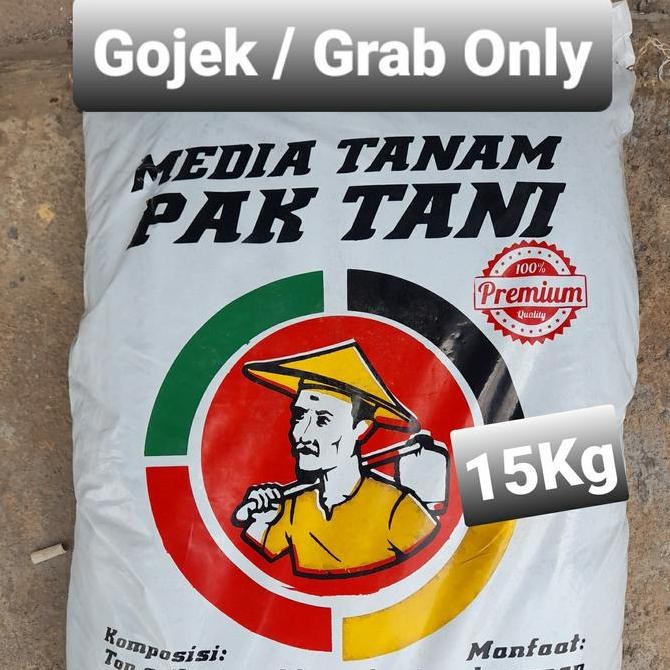 Gojek / Grab Only
MEDIA TANAM
PAK TANI
100%
Premium
Quality
15Kg
Komposisi:
Manfaat: